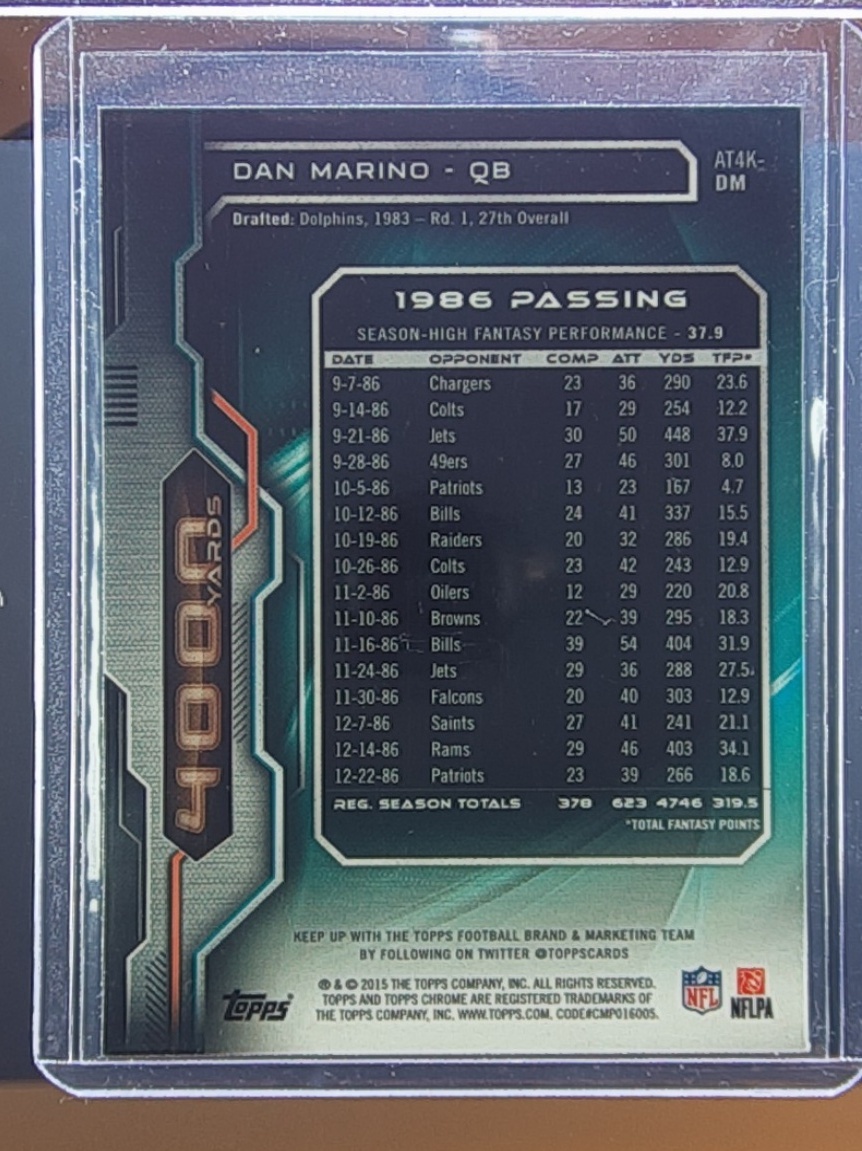 DAN MARINO - QB
AT4K-
DM
Drafted: Dolphins, 1983 – Rd. 1, 27th Overall
1986 PASSING
SEASON-HIGH FANTASY PERFORMANCE - 37.9
DATE OPPONENT COMP ATT YDS TFP*
9-7-86 Chargers 23 36 290 23.6
9-14-86 Colts 17 29 254 12.2
9-21-86 Jets 30 50 448 37.9
9-28-86 49ers 27 46 301 8.0
10-5-86 Patriots 13 23 167 4.7
10-12-86 Bills 24 41 337 15.5
10-19-86 Raiders 20 32 286 19.4
10-26-86 Colts 23 42 243 12.9
11-2-86 Oilers 12 29 220 20.8
11-10-86 Browns 22 39 295 18.3
11-16-86 Bills 39 54 404 31.9
11-24-86 Jets 29 36 288 27.5
11-30-86 Falcons 20 40 303 12.9
12-7-86 Saints 27 41 241 21.1
12-14-86 Rams 29 46 403 34.1
12-22-86 Patriots 23 39 266 18.6
REG. SEASON TOTALS 378 623 4746 319.5
*TOTAL FANTASY POINTS
4000
YARDS
KEEP UP WITH THE TOPPS FOOTBALL BRAND & MARKETING TEAM
BY FOLLOWING ON TWITTER @TOPPSCARDS
® & © 2015 THE TOPPS COMPANY, INC. ALL RIGHTS RESERVED.
TOPPS AND TOPPS CHROME ARE REGISTERED TRADEMARKS OF
THE TOPPS COMPANY, INC. WWW.TOPPS.COM. CODE#CMP016005.
Topps®
NFL
NFLPA